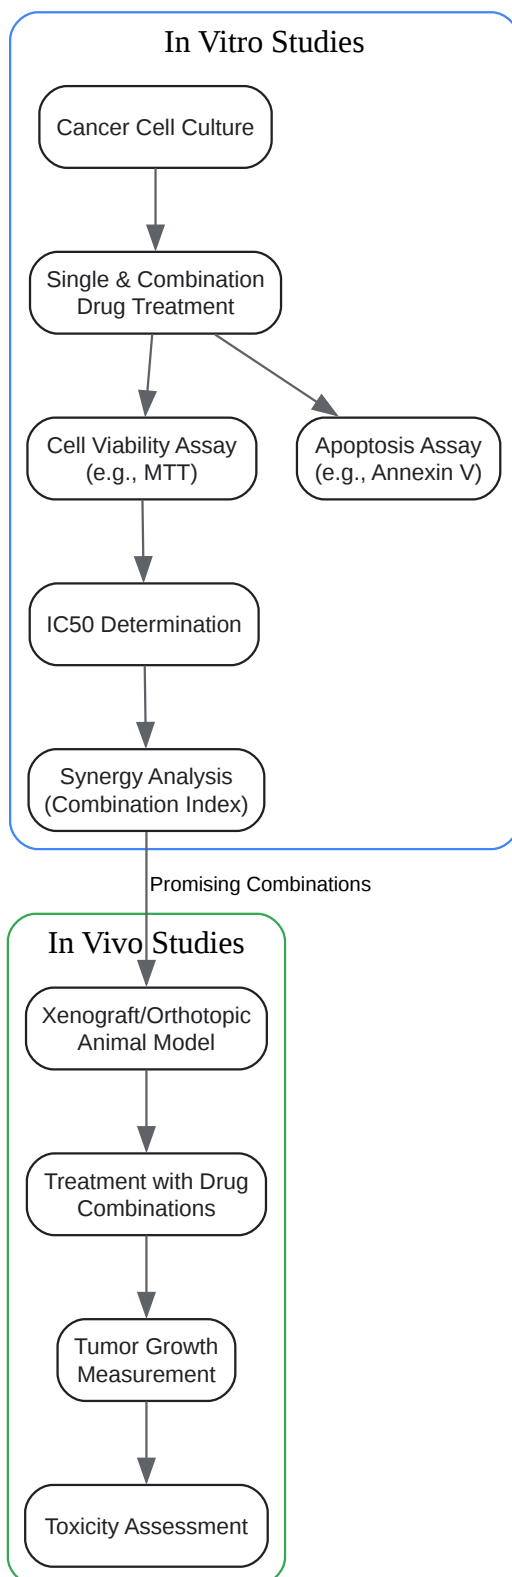 In Vitro Studies
Cancer Cell Culture
Single & Combination
Drug Treatment
Cell Viability Assay
(e.g., MTT)
Apoptosis Assay
(e.g., Annexin V)
IC50 Determination
Synergy Analysis
(Combination Index)
Promising Combinations
In Vivo Studies
Xenograft/Orthotopic
Animal Model
Treatment with Drug
Combinations
Tumor Growth
Measurement
Toxicity Assessment